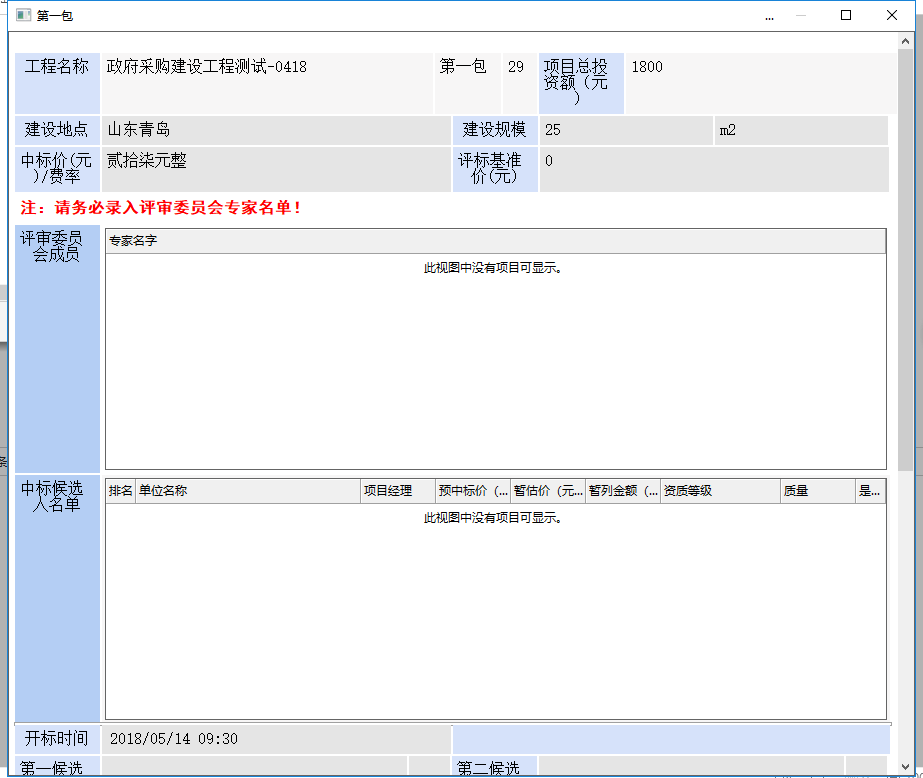 第一包
...
工程名称 政府采购建设工程测试-0418 第一包 29 项目总投
资额（元
） 1800
建设地点 山东青岛 建设规模 25 m2
中标价(元
)/费率 贰拾柒元整 评标基准
价(元) 0
注：请务必录入评审委员会专家名单！
评审委员
会成员
专家名字
此视图中没有项目可显示。
中标候选
人名单
排名 单位名称 项目经理 预中标价（... 暂估价（元... 暂列金额（... 资质等级 质量 是...
此视图中没有项目可显示。
开标时间 2018/05/14 09:30
第一候选 第二候选